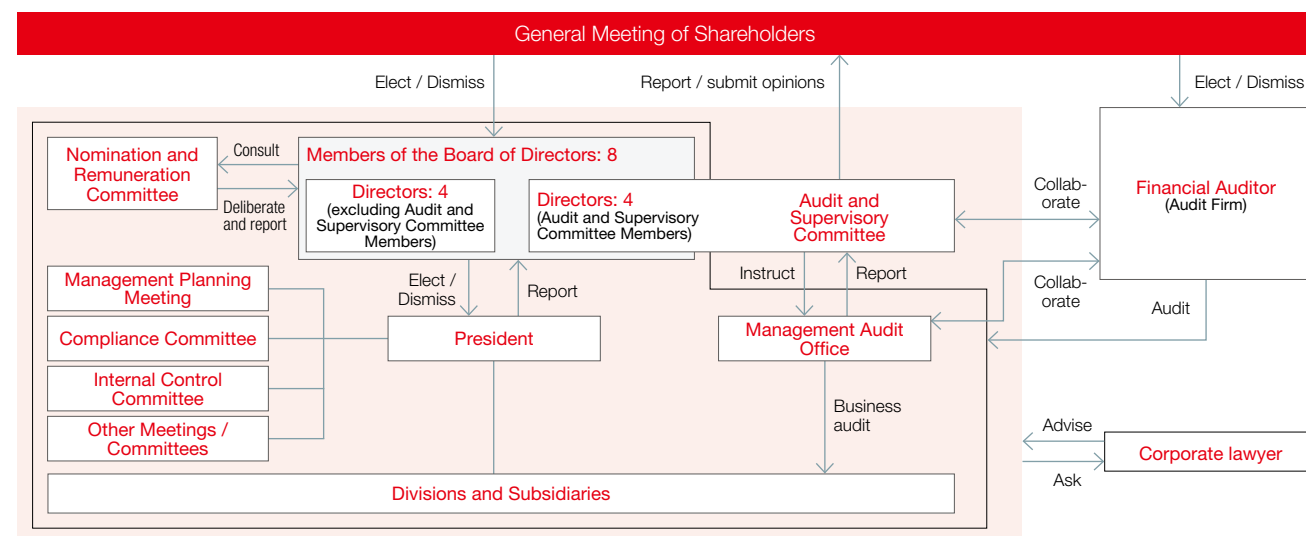 General Meeting of Shareholders
Elect / Dismiss
Report / submit opinions
Elect / Dismiss
Nomination and
Remuneration
Committee
Consult
Deliberate
and report
Members of the Board of Directors: 8
Directors: 4
(excluding Audit and
Supervisory Committee
Members)
Directors: 4
(Audit and Supervisory
Committee Members)
Audit and
Supervisory
Committee
Collab-
orate
Financial Auditor
(Audit Firm)
Management Planning
Meeting
Elect /
Dismiss
Report
Instruct
Report
Collab-
orate
Audit
Compliance Committee
President
Management Audit
Office
Internal Control
Committee
Other Meetings /
Committees
Business
audit
Advise
Corporate lawyer
Ask
Divisions and Subsidiaries